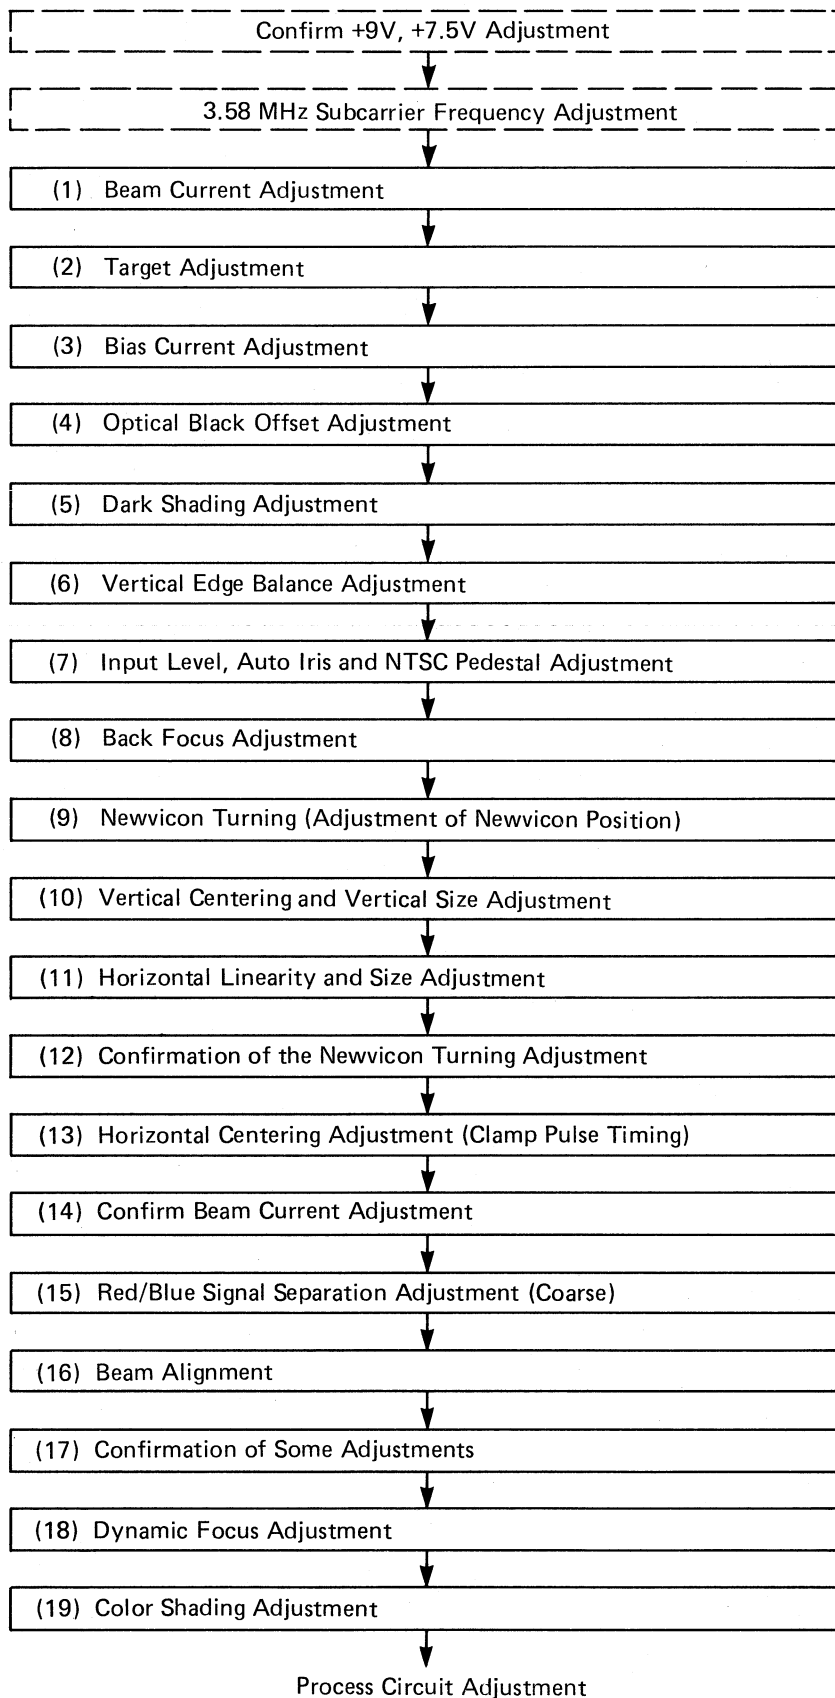 Confirm +9V, +7.5V Adjustment
3.58 MHz Subcarrier Frequency Adjustment
(1) Beam Current Adjustment
(2) Target Adjustment
(3) Bias Current Adjustment
(4) Optical Black Offset Adjustment
(5) Dark Shading Adjustment
(6) Vertical Edge Balance Adjustment
(7) Input Level, Auto Iris and NTSC Pedestal Adjustment
(8) Back Focus Adjustment
(9) Newvicon Turning (Adjustment of Newvicon Position)
(10) Vertical Centering and Vertical Size Adjustment
(11) Horizontal Linearity and Size Adjustment
(12) Confirmation of the Newvicon Turning Adjustment
(13) Horizontal Centering Adjustment (Clamp Pulse Timing)
(14) Confirm Beam Current Adjustment
(15) Red/Blue Signal Separation Adjustment (Coarse)
(16) Beam Alignment
(17) Confirmation of Some Adjustments
(18) Dynamic Focus Adjustment
(19) Color Shading Adjustment
Process Circuit Adjustment